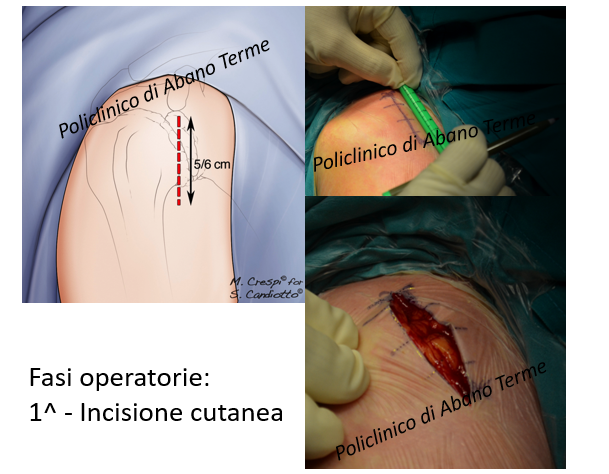 Policlinico di Abano Terme
5/6 cm
M. Crespi© for
S. Candiotto©
Policlinico di Abano Terme
Policlinico di Abano Terme
Fasi operatorie:
1^ - Incisione cutanea